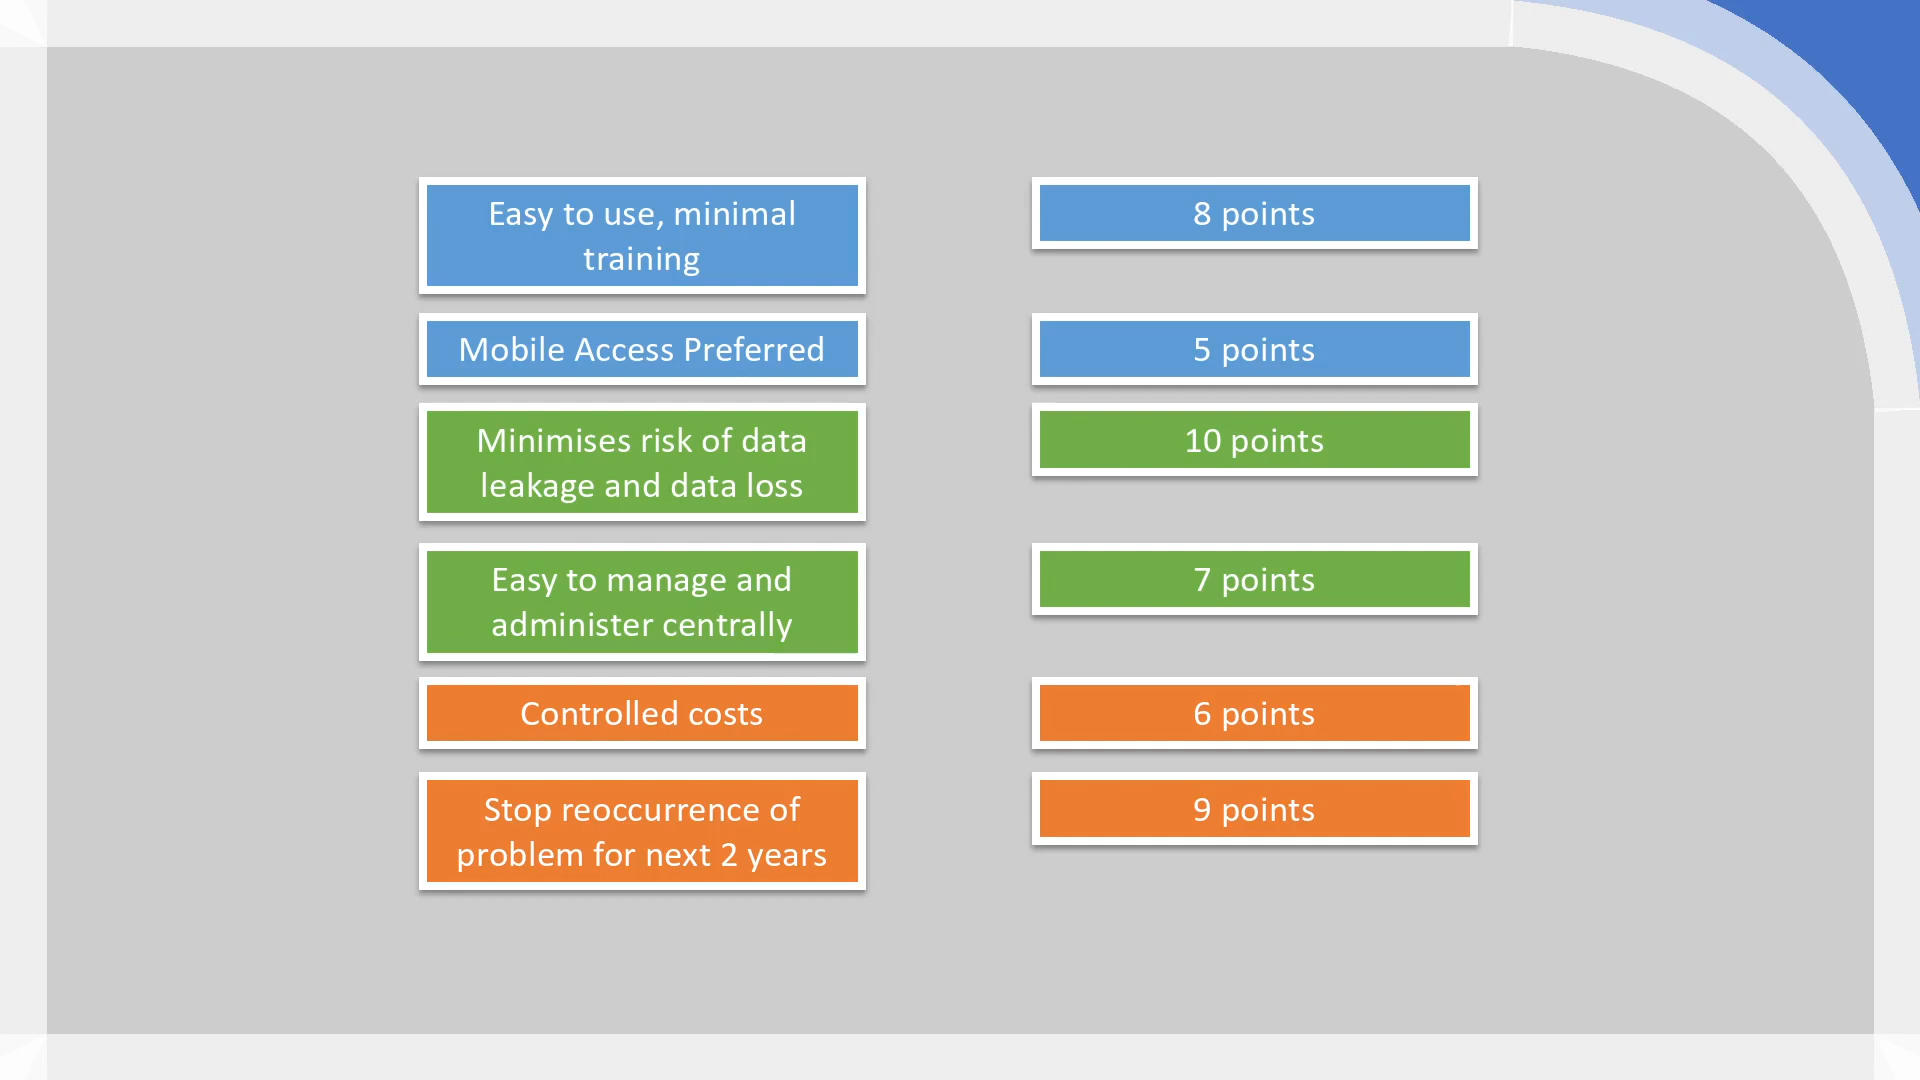 Easy to use, minimal
training
8 points
Mobile Access Preferred
5 points
Minimises risk of data
leakage and data loss
10 points
Easy to manage and
administer centrally
7 points
Controlled costs
6 points
Stop reoccurrence of
problem for next 2 years
9 points